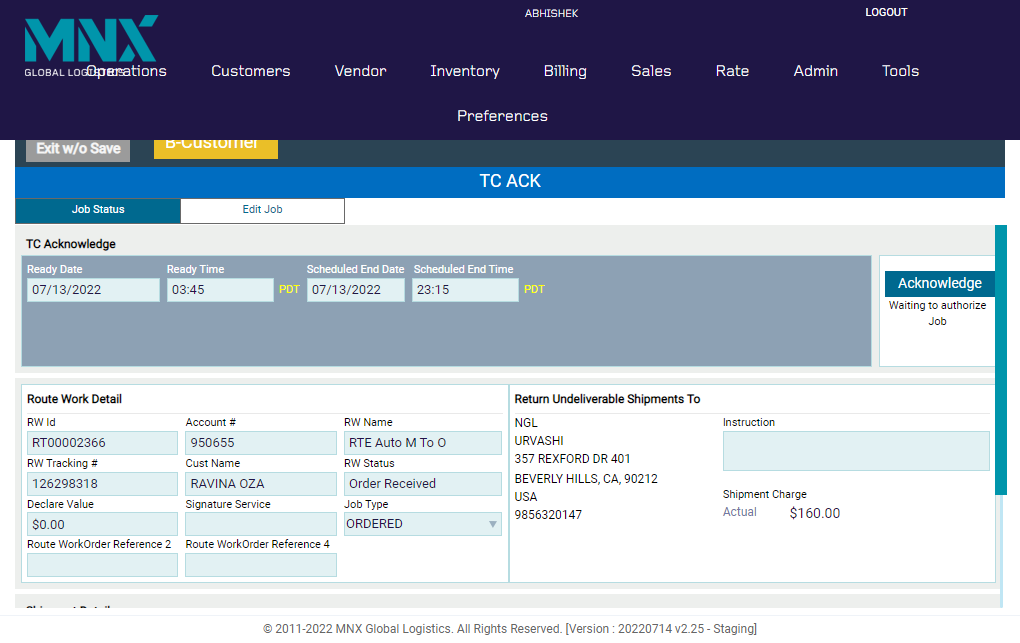 ABHISHEK
LOGOUT
MNX
GLOBAL LOGISTICS
Operations Customers Vendor Inventory Billing Sales Rate Admin Tools
Preferences
Exit w/o Save
B-Customer
TC ACK
Job Status Edit Job
TC Acknowledge
Ready Date Ready Time Scheduled End Date Scheduled End Time
07/13/2022 03:45 PDT 07/13/2022 23:15 PDT
Acknowledge
Waiting to authorize
Job
Route Work Detail
RW Id Account # RW Name
RT00002366 950655 RTE Auto M To O
RW Tracking # Cust Name RW Status
126298318 RAVINA OZA Order Received
Declare Value Signature Service Job Type
$0.00 ORDERED
Route WorkOrder Reference 2 Route WorkOrder Reference 4
Return Undeliverable Shipments To
NGL
URVASHI
357 REXFORD DR 401
BEVERLY HILLS, CA, 90212
USA
9856320147
Instruction
Shipment Charge
Actual $160.00
Shipment Detail
© 2011-2022 MNX Global Logistics. All Rights Reserved. [Version : 20220714 v2.25 - Staging]